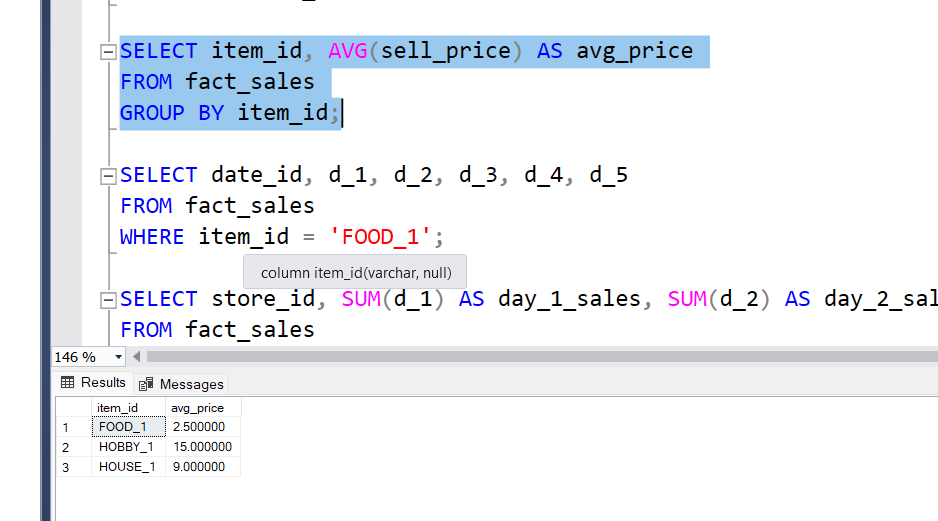 SELECT item_id, AVG(sell_price) AS avg_price
FROM fact_sales
GROUP BY item_id;
SELECT date_id, d_1, d_2, d_3, d_4, d_5
FROM fact_sales
WHERE item_id = 'FOOD_1';
column item_id(varchar, null)
SELECT store_id, SUM(d_1) AS day_1_sales, SUM(d_2) AS day_2_sal
FROM fact_sales
146 %
Results Messages
item_id avg_price
1 FOOD_1 2.500000
2 HOBBY_1 15.000000
3 HOUSE_1 9.000000